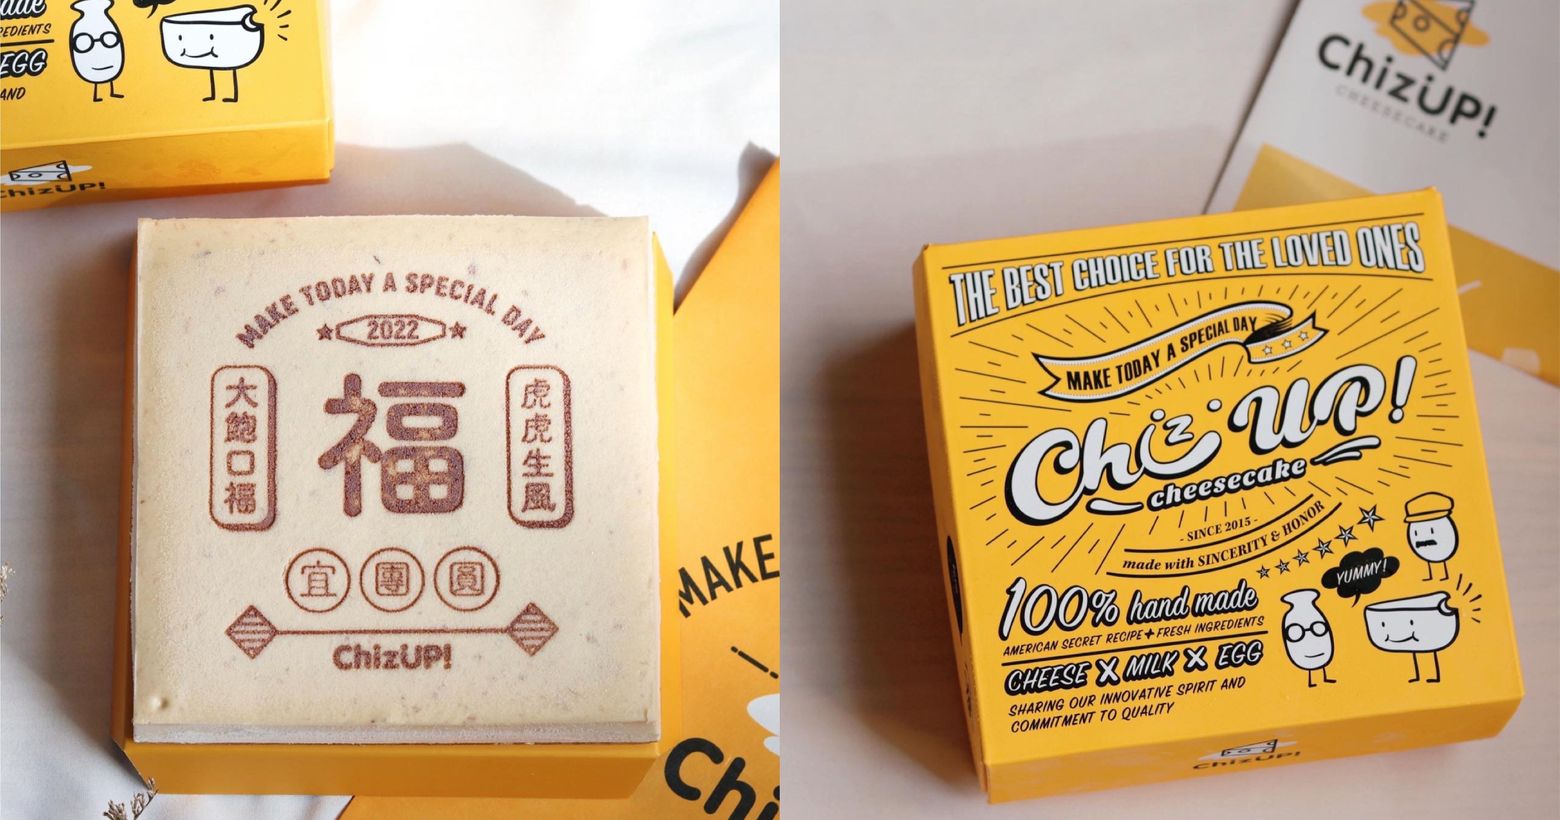 ade
REDIENTS
EGG
AND
ChizUP!
MAKE TODAY A SPECIAL DAY
2022
大飽口福
福
虎虎生風
宜團圓
ChizUP!
MAKE
Chi
ChizUP!
CHEESECAKE
THE BEST CHOICE FOR THE LOVED ONES
MAKE TODAY A SPECIAL DAY
Chiz'UP!
cheesecake
- SINCE 2015 -
made with SINCERITY & HONOR
YUMMY!
100% hand made
AMERICAN SECRET RECIPE+FRESH INGREDIENTS
CHEESE X MILK X EGG
SHARING OUR INNOVATIVE SPIRIT AND
COMMITMENT TO QUALITY
ChizUP!